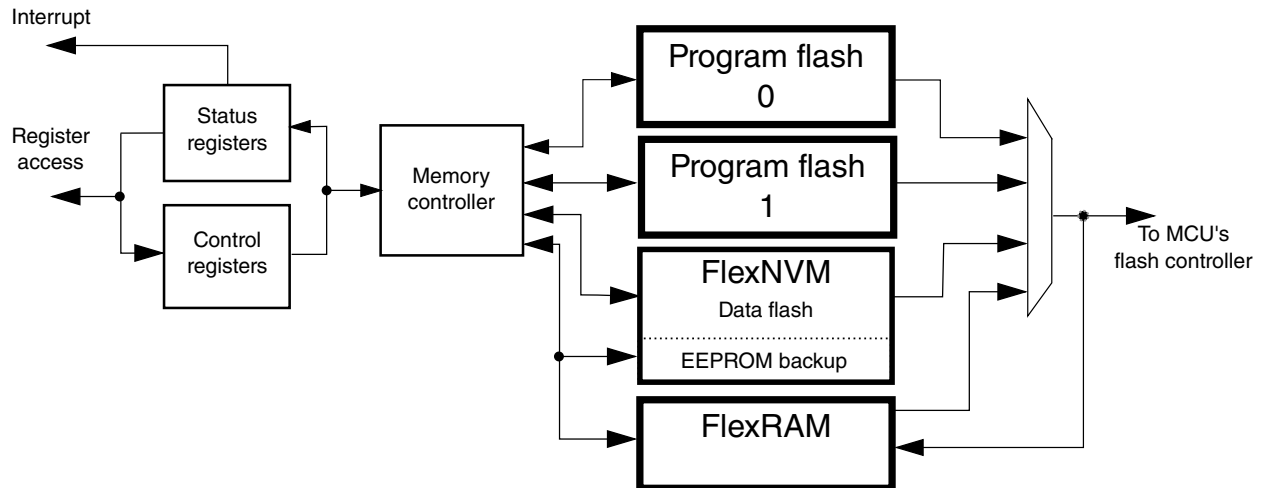 Interrupt
Register
access
Status
registers
Control
registers
Memory
controller
Program flash
0
Program flash
1
FlexNVM
Data flash
EEPROM backup
FlexRAM
To MCU's
flash controller